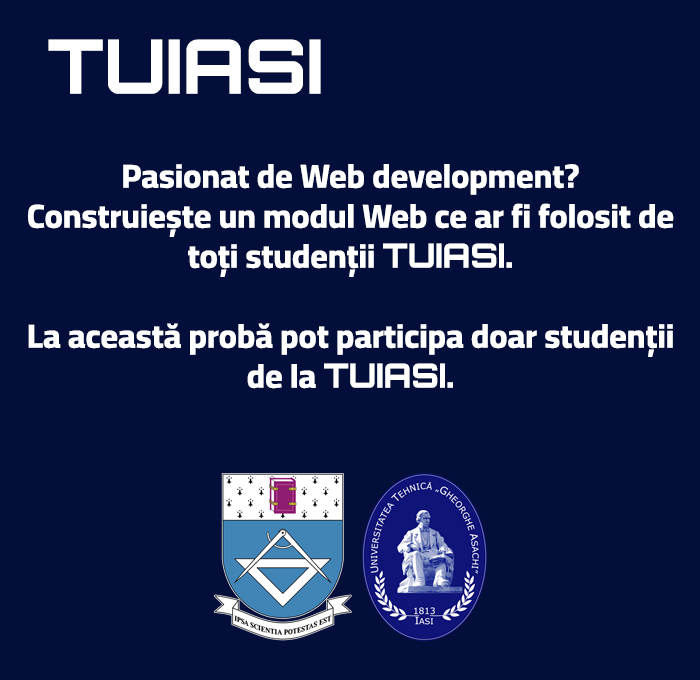 TUIASI
Pasionat de Web development?
Construiește un modul Web ce ar fi folosit de
toți studenții TUIASI.
La această probă pot participa doar studenții
de la TUIASI.
IPSA SCIENTIA POTESTAS EST
UNIVERSITATEA TEHNICĂ „GHEORGHE ASACHI”
1813
IASI